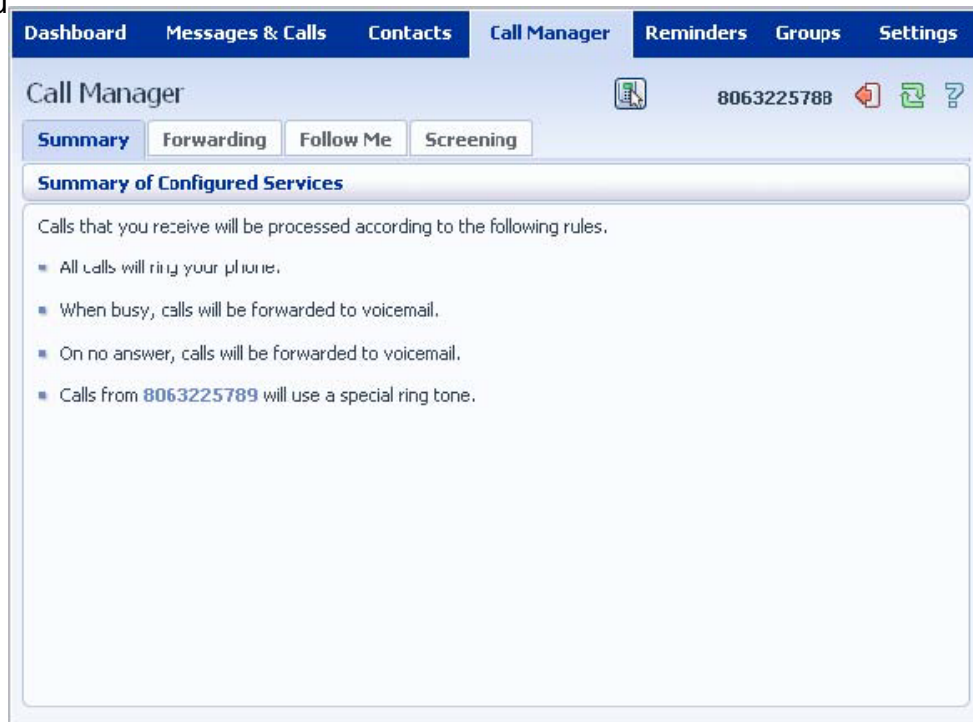 Dashboard Messages & Calls Contacts Call Manager Reminders Groups Settings
Call Manager 8063225788
Summary Forwarding Follow Me Screening
Summary of Configured Services
Calls that you receive will be processed according to the following rules.
All calls will ring your phone.
When busy, calls will be forwarded to voicemail.
On no answer, calls will be forwarded to voicemail.
Calls from 8063225789 will use a special ring tone.